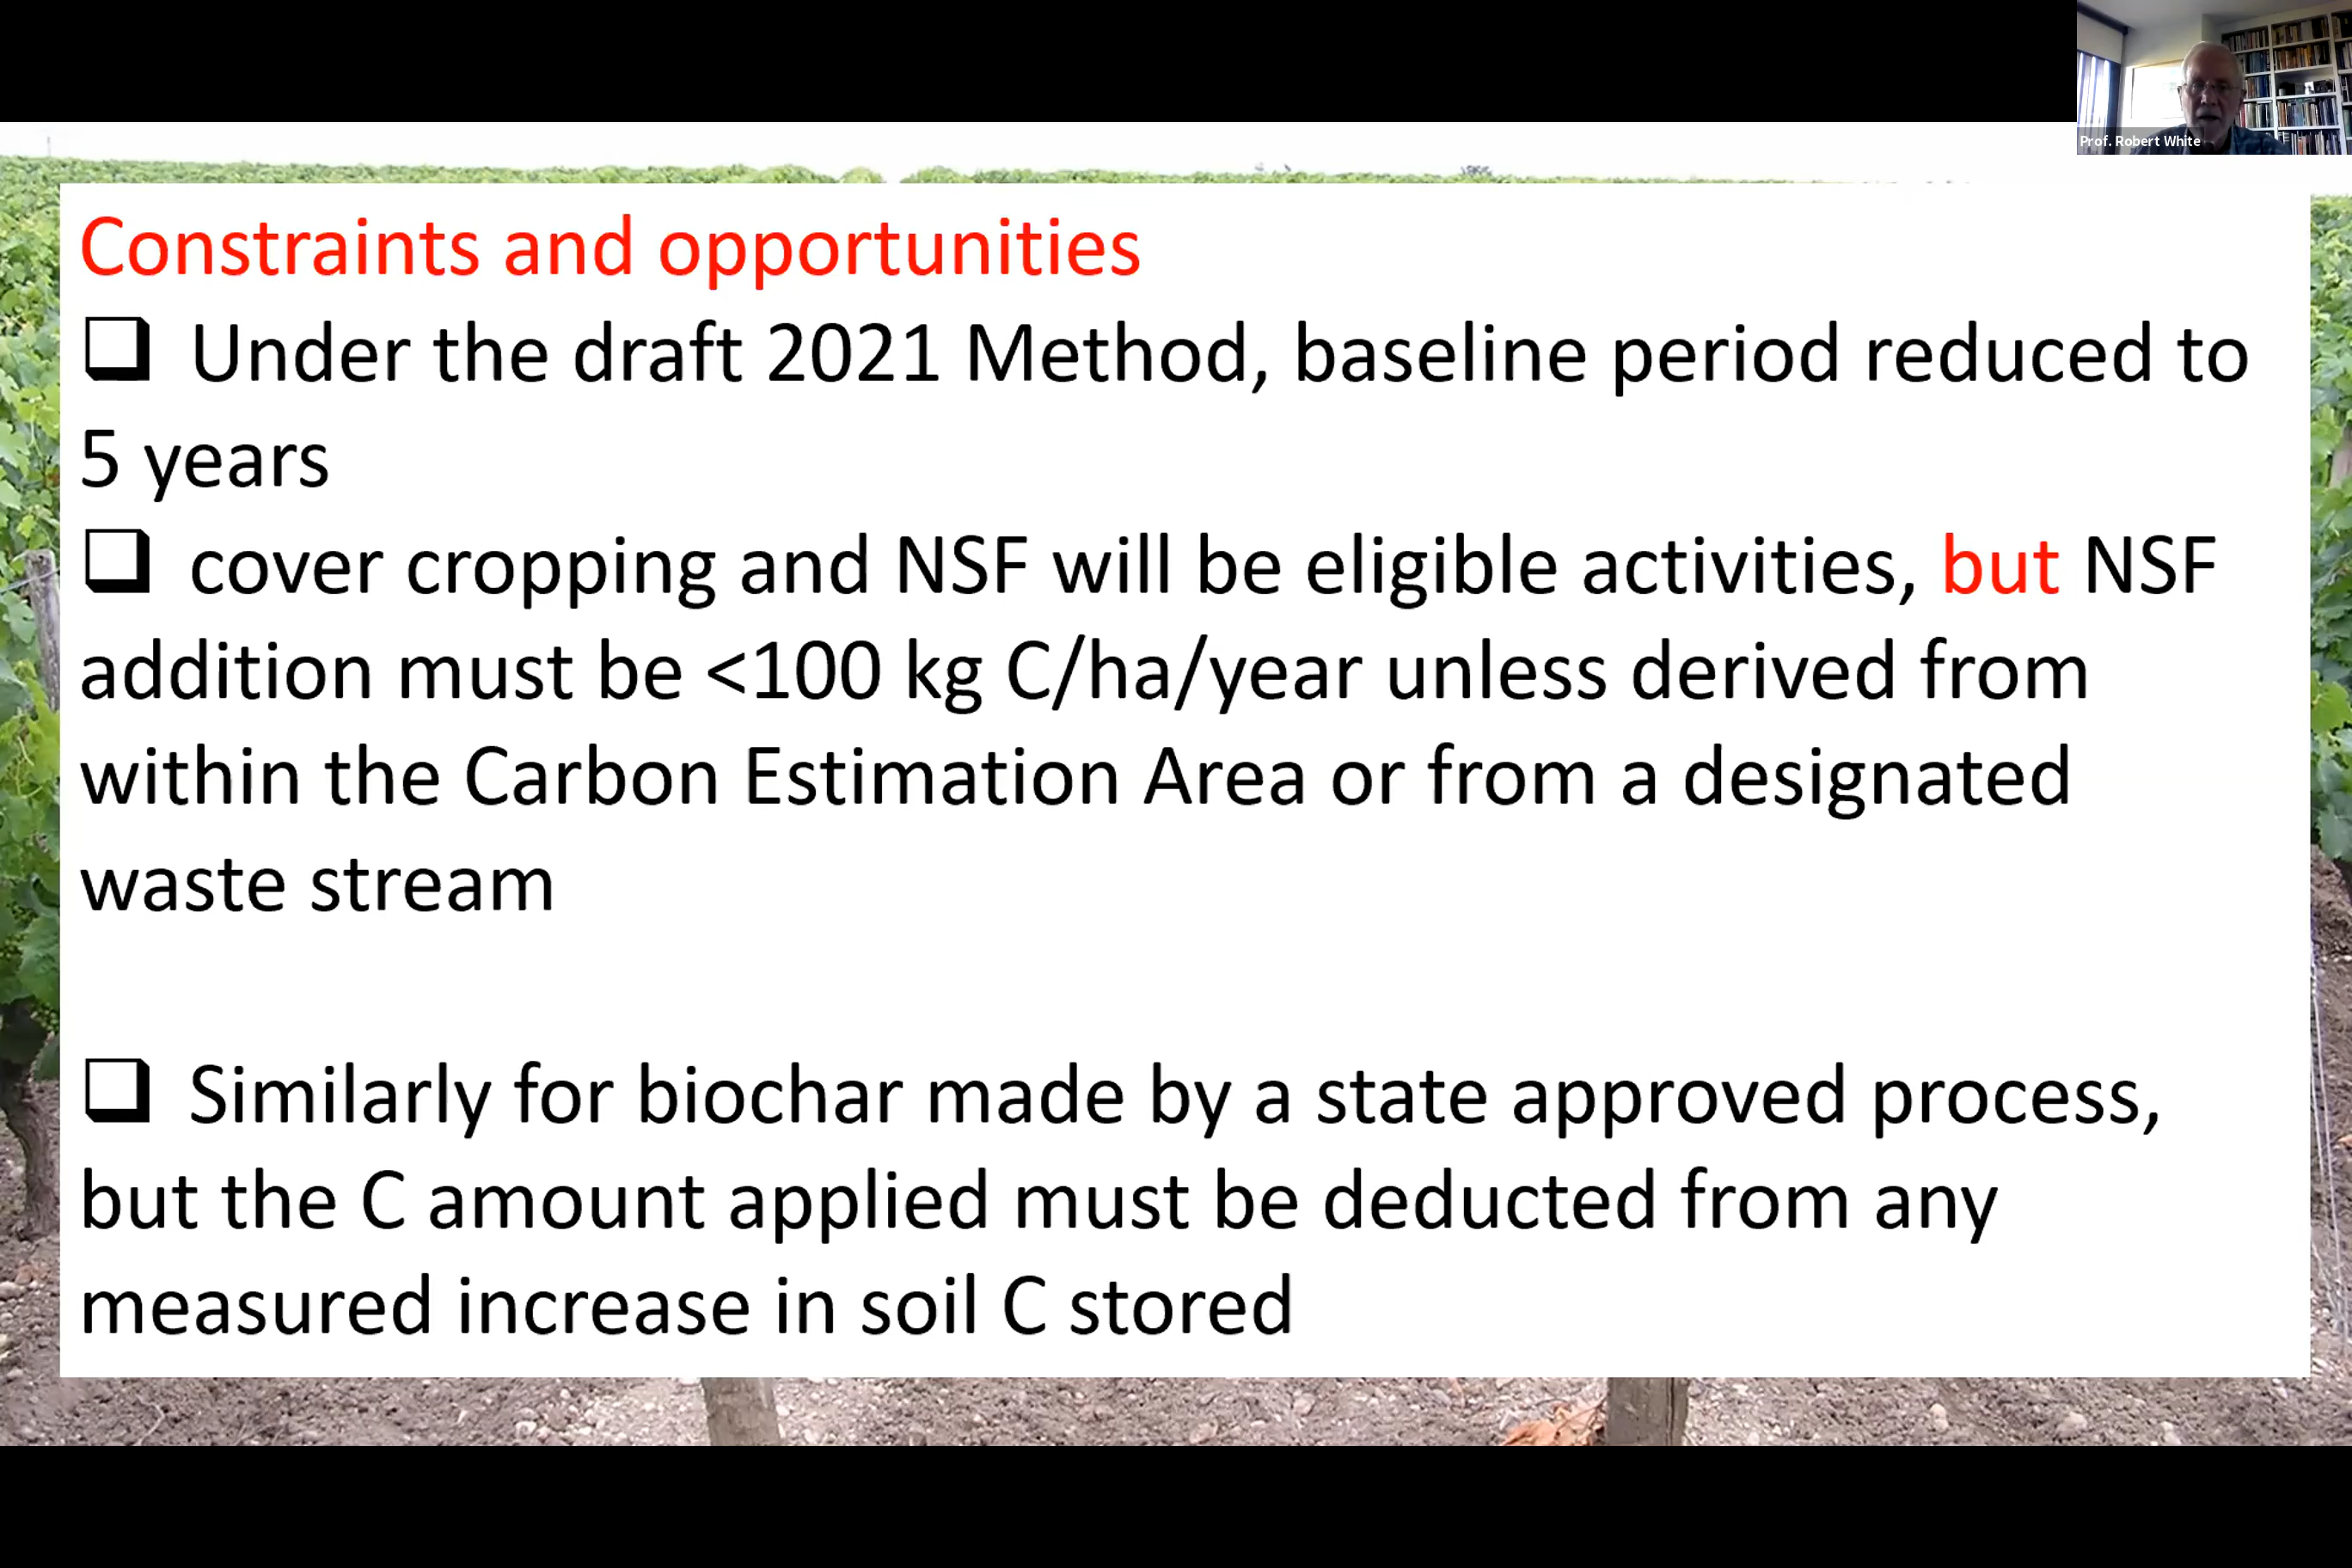 Prof. Robert White
Constraints and opportunities
❑ Under the draft 2021 Method, baseline period reduced to
5 years
❑ cover cropping and NSF will be eligible activities, but NSF
addition must be <100 kg C/ha/year unless derived from
within the Carbon Estimation Area or from a designated
waste stream
❑ Similarly for biochar made by a state approved process,
but the C amount applied must be deducted from any
measured increase in soil C stored